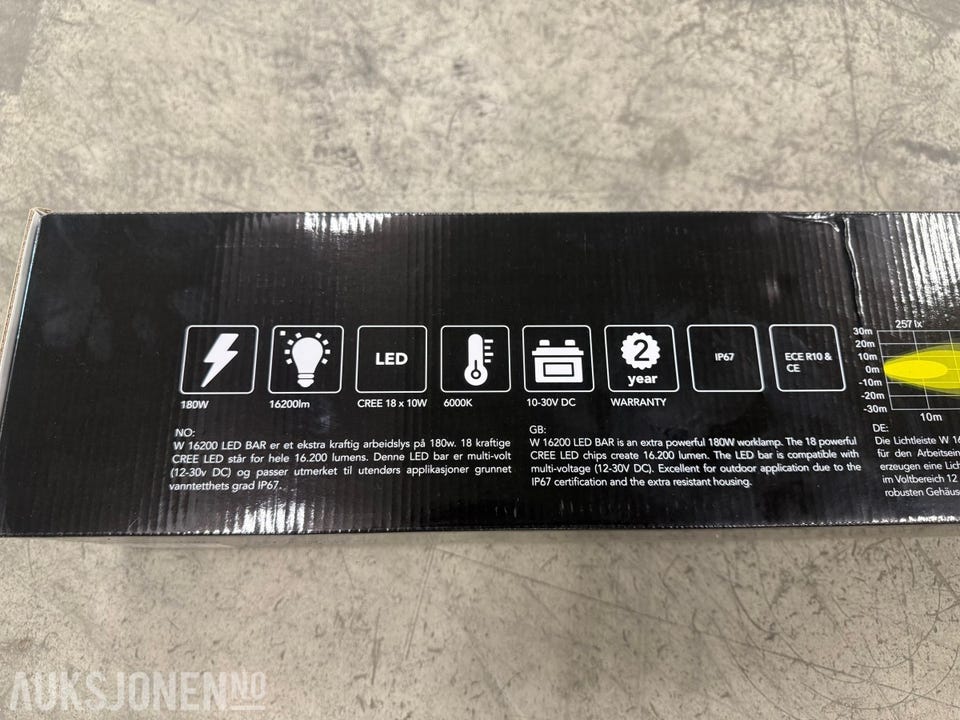 LED
2
year
IP67
ECE R10 &
CE
180W
16200lm
CREE 18 x 10W
6000K
10-30V DC
WARRANTY
257 lx
30m
20m
10m
0m
-10m
-20m
-30m
10m
NO:
W 16200 LED BAR er et ekstra kraftig arbeidslys på 180w. 18 kraftige
CREE LED står for hele 16.200 lumens. Denne LED bar er multi-volt
(12-30v DC) og passer utmerket til utendørs applikasjoner grunnet
vanntetthets grad IP67.
GB:
W 16200 LED BAR is an extra powerful 180W worklamp. The 18 powerful
CREE LED chips create 16.200 lumen. The LED bar is compatible with
multi-voltage (12-30V DC). Excellent for outdoor application due to the
IP67 certification and the extra resistant housing.
DE:
Die Lichtleiste W 16
für den Arbeitsein
erzeugen eine Lich
im Voltbereich 12
robusten Gehäus
AUKSJONEN NO